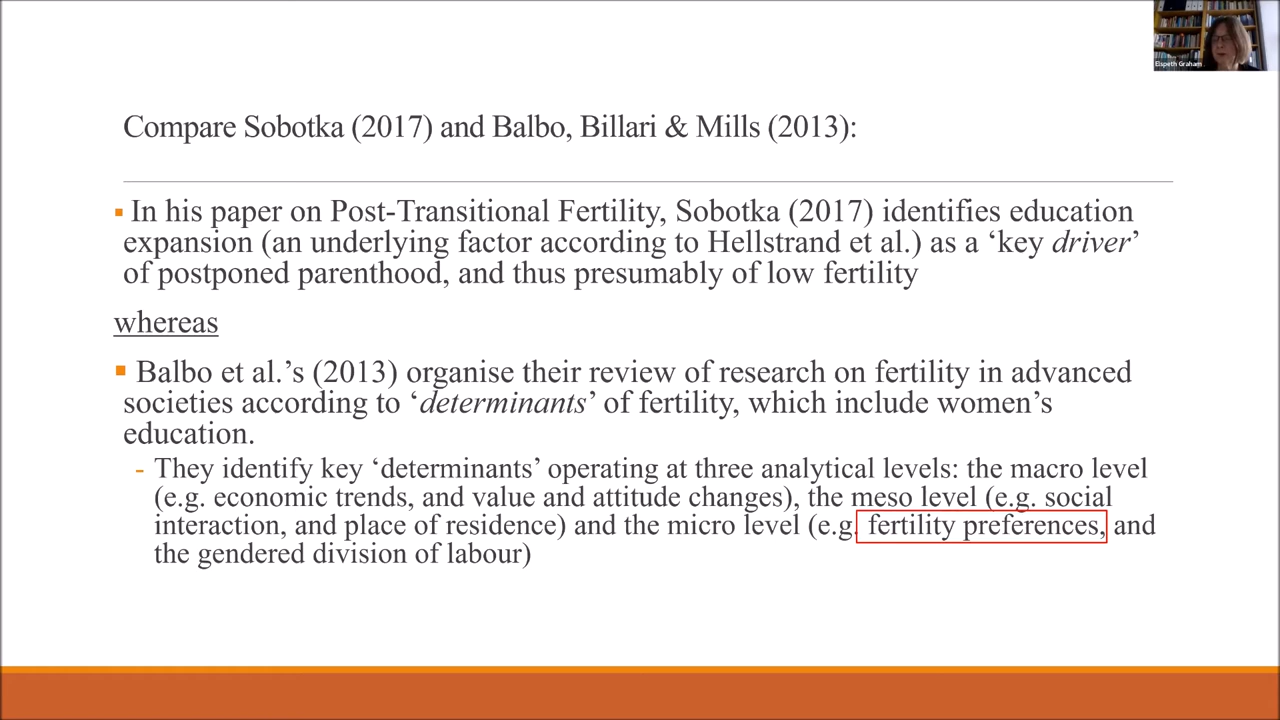 Elspeth Graham
Compare Sobotka (2017) and Balbo, Billari & Mills (2013):
▪ In his paper on Post-Transitional Fertility, Sobotka (2017) identifies education
expansion (an underlying factor according to Hellstrand et al.) as a ‘key driver’
of postponed parenthood, and thus presumably of low fertility
whereas
▪ Balbo et al.’s (2013) organise their review of research on fertility in advanced
societies according to ‘determinants’ of fertility, which include women’s
education.
- They identify key ‘determinants’ operating at three analytical levels: the macro level
(e.g. economic trends, and value and attitude changes), the meso level (e.g. social
interaction, and place of residence) and the micro level (e.g. fertility preferences, and
the gendered division of labour)